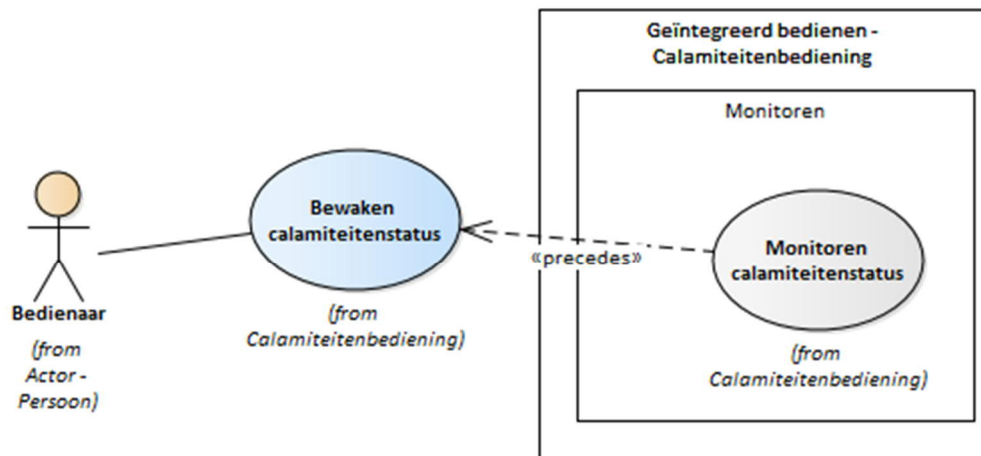 Geïntegreerd bedienen -
Calamiteitenbediening
Monitoren
Bewaken
calamiteitenstatus
«precedes»
Monitoren
calamiteitenstatus
Bedienaar
(from
Actor -
Persoon)
(from
Calamiteitenbediening)
(from
Calamiteitenbediening)